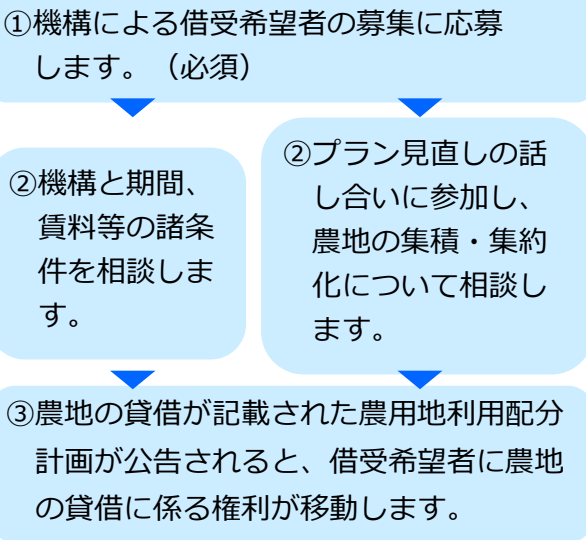 ①機構による借受希望者の募集に応募
します。（必須）
②機構と期間、
賃料等の諸条
件を相談しま
す。
②プラン見直しの話
し合いに参加し、
農地の集積・集約
化について相談し
ます。
③農地の貸借が記載された農用地利用配分
計画が公告されると、借受希望者に農地
の貸借に係る権利が移動します。